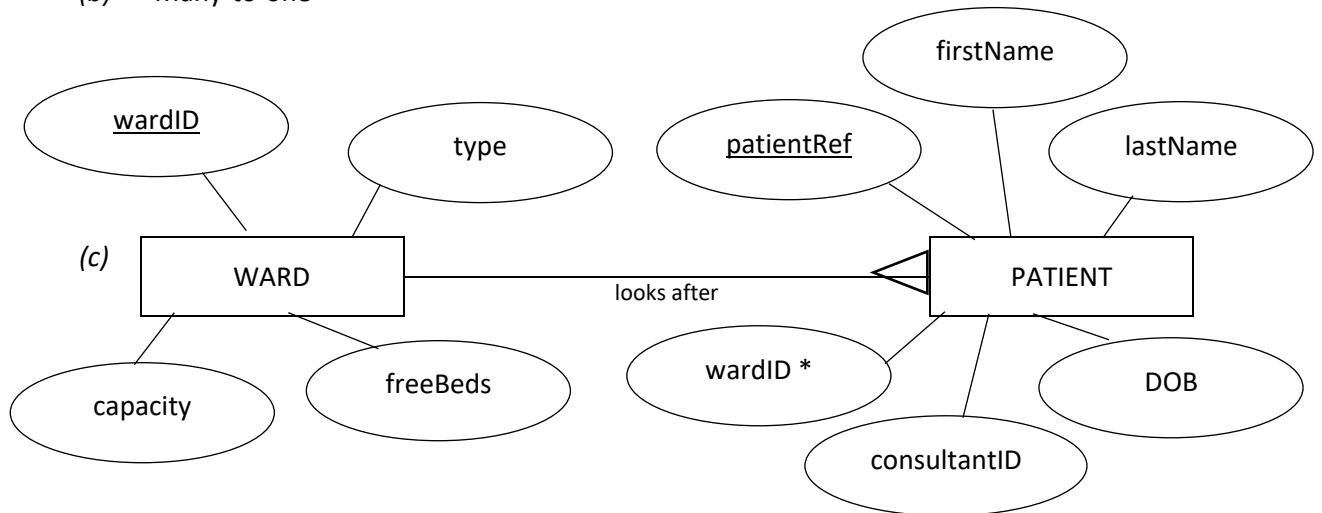 (b) many-to-one
firstName
wardID
type
patientRef
lastName
(c)
WARD
looks after
PATIENT
capacity
freeBeds
wardID *
DOB
consultantID